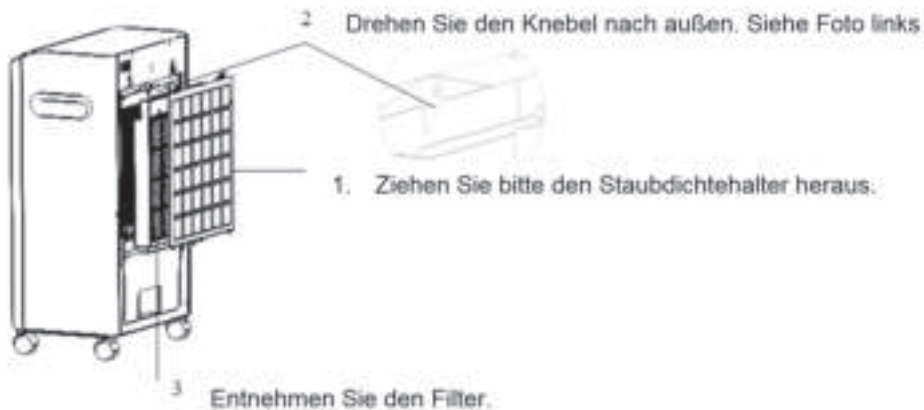 2 Drehen Sie den Knebel nach außen. Siehe Foto links
1. Ziehen Sie bitte den Staubdichtehalter heraus.
3 Entnehmen Sie den Filter.